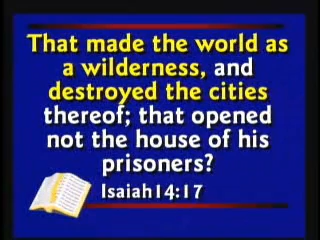 That made the world as
a wilderness, and
destroyed the cities
thereof; that opened
not the house of his
prisoners?
Isaiah14:17